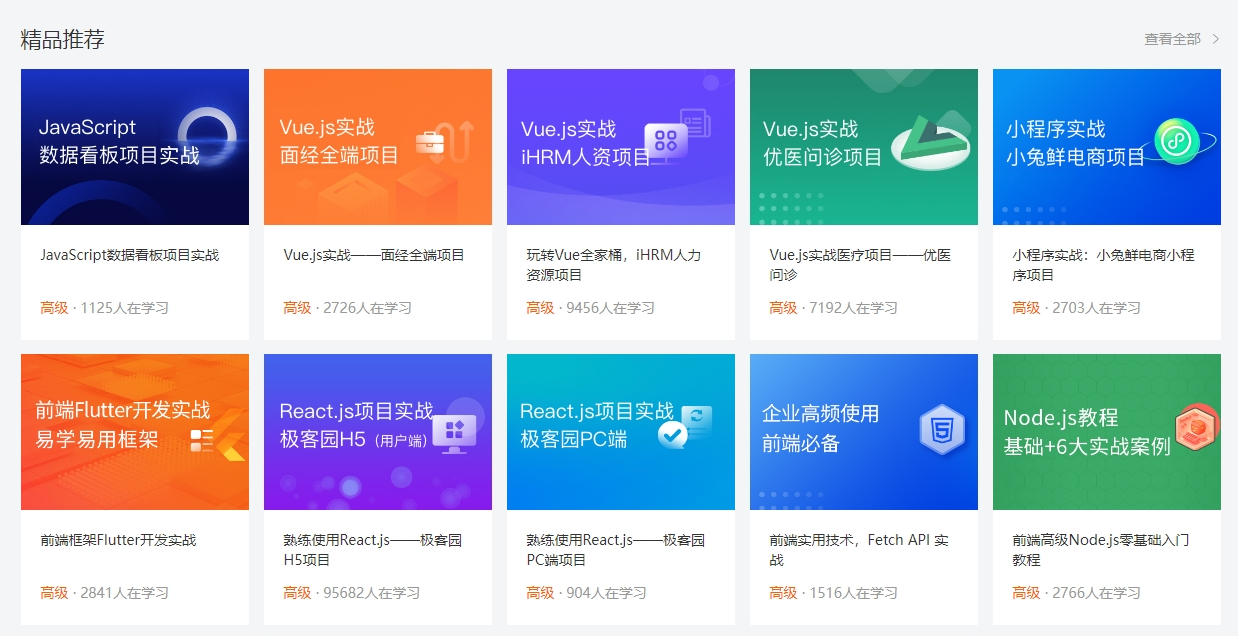 精品推荐
查看全部 >
JavaScript
数据看板项目实战
Vue.js实战
面经全端项目
Vue.js实战
iHRM人资项目
Vue.js实战
优医问诊项目
小程序实战
小兔鲜电商项目
JavaScript数据看板项目实战
高级 · 1125人在学习
Vue.js实战——面经全端项目
高级 · 2726人在学习
玩转Vue全家桶，iHRM人力
资源项目
高级 · 9456人在学习
Vue.js实战医疗项目——优医
问诊
高级 · 7192人在学习
小程序实战：小兔鲜电商小程
序项目
高级 · 2703人在学习
前端Flutter开发实战
易学易用框架
React.js项目实战
极客园H5（用户端）
React.js项目实战
极客园PC端
企业高频使用
前端必备
Node.js教程
基础+6大实战案例
前端框架Flutter开发实战
高级 · 2841人在学习
熟练使用React.js——极客园
H5项目
高级 · 95682人在学习
熟练使用React.js——极客园
PC端项目
高级 · 904人在学习
前端实用技术，Fetch API 实
战
高级 · 1516人在学习
前端高级Node.js零基础入门
教程
高级 · 2766人在学习